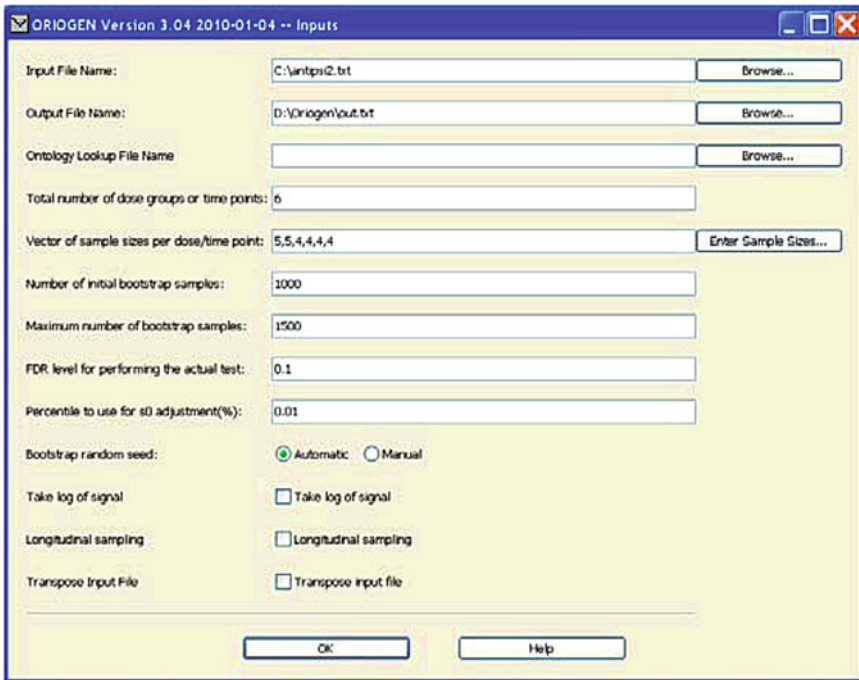 ORIOGEN Version 3.04 2010-01-04 -- Inputs
Input File Name: C:\antipsi2.txt Browse...
Output File Name: D:\Oriogen\out.txt Browse...
Ontology Lookup File Name Browse...
Total number of dose groups or time points: 6
Vector of sample sizes per dose/time point: 5,5,4,4,4,4 Enter Sample Sizes...
Number of initial bootstrap samples: 1000
Maximum number of bootstrap samples: 1500
FDR level for performing the actual test: 0.1
Percentile to use for s0 adjustment(%): 0.01
Bootstrap random seed: Automatic Manual
Take log of signal Take log of signal
Longitudinal sampling Longitudinal sampling
Transpose Input File Transpose input file
OK Help